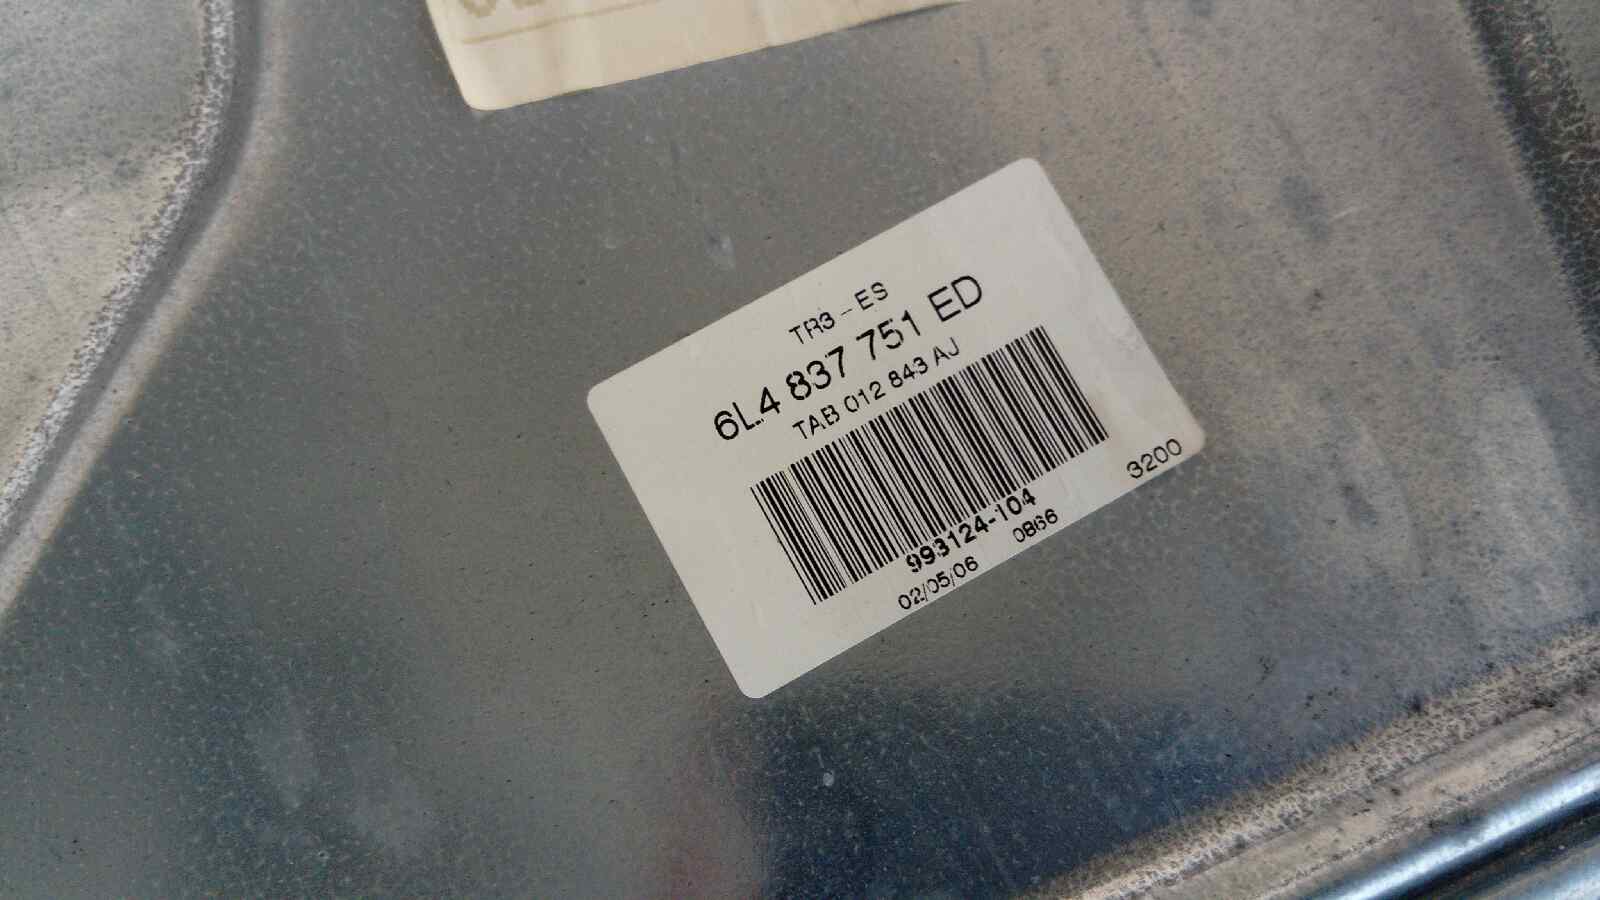 TR3-ES
6L4 837 751 ED
TAB 012 843 AJ
993124-104
02/05/06 0866
3200